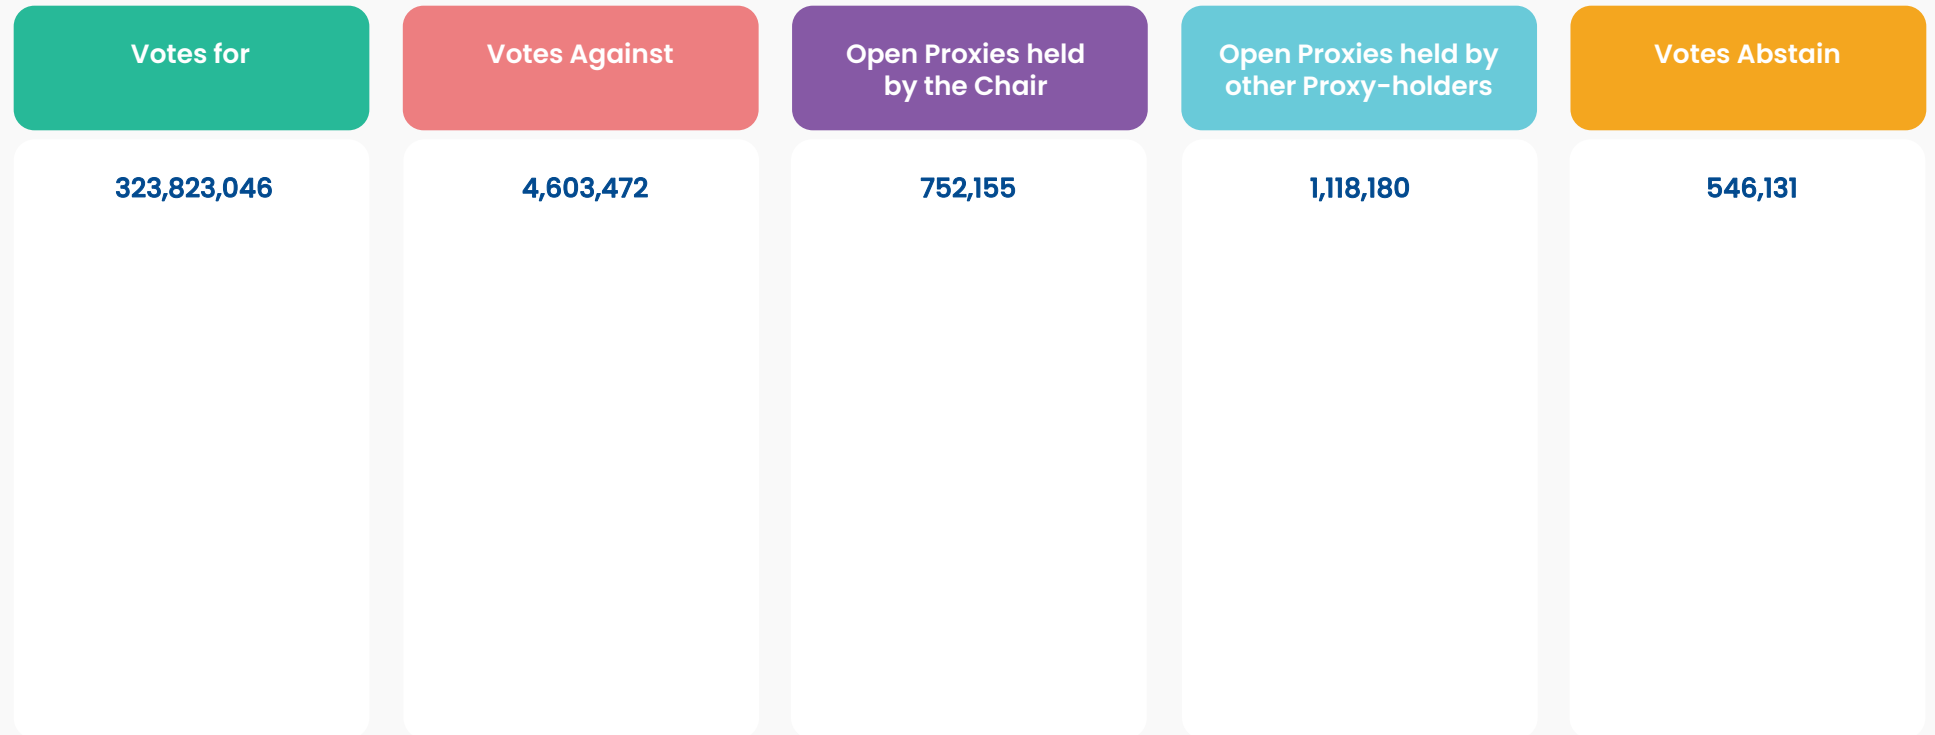 Votes for
Votes Against
Open Proxies held
by the Chair
Open Proxies held by
other Proxy-holders
Votes Abstain
323,823,046
4,603,472
752,155
1,118,180
546,131